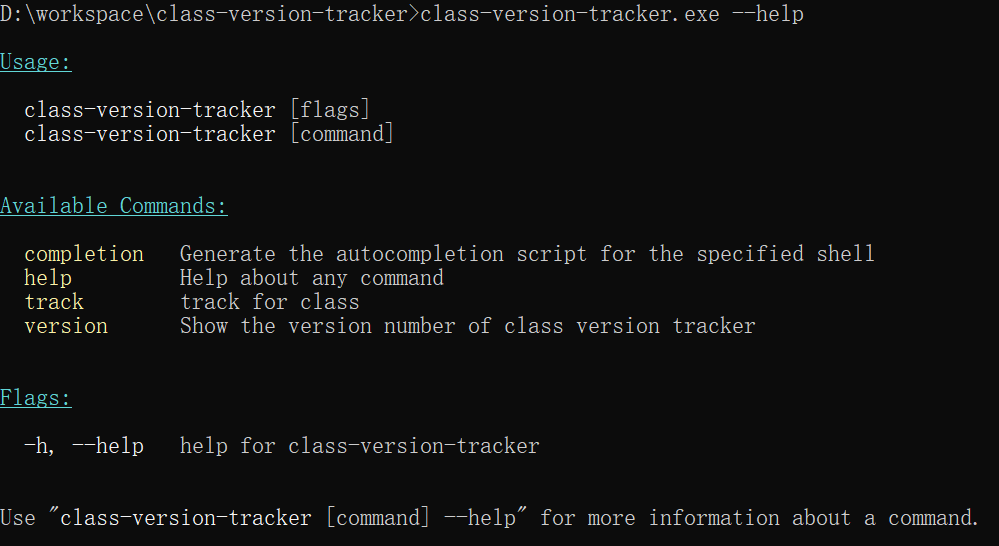 D:\workspace\class-version-tracker>class-version-tracker.exe --help
Usage:
class-version-tracker [flags]
class-version-tracker [command]
Available Commands:
completion   Generate the autocompletion script for the specified shell
help         Help about any command
track        track for class
version      Show the version number of class version tracker
Flags:
-h, --help   help for class-version-tracker
Use "class-version-tracker [command] --help" for more information about a command.